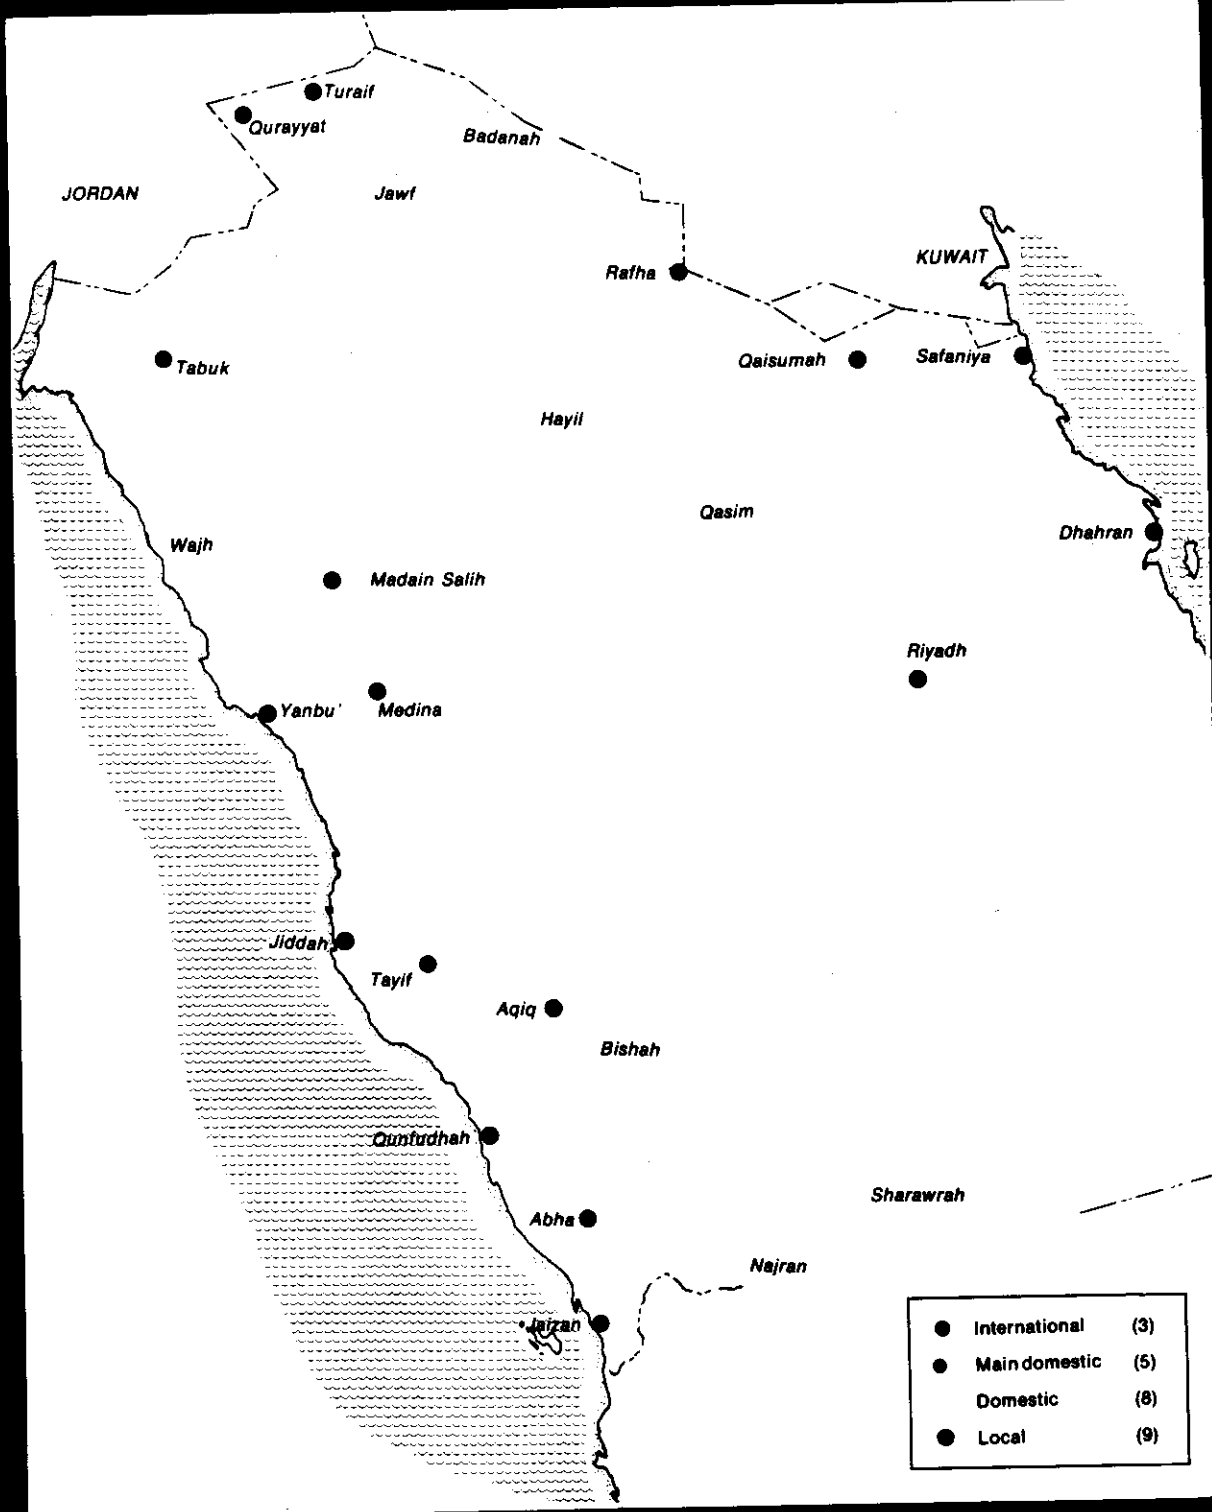 Turaif
Qurayyat
Badanah
JORDAN
Jawf
KUWAIT
Rafha
Qaisumah
Safaniya
Tabuk
Hayil
Qasim
Dhahran
Wajh
Madain Salih
Riyadh
Yanbu'
Medina
Jiddah
Tayif
Aqiq
Bishah
Qunfudhah
Sharawrah
Abha
Najran
Jaizan
International (3)
Main domestic (5)
Domestic (8)
Local (9)